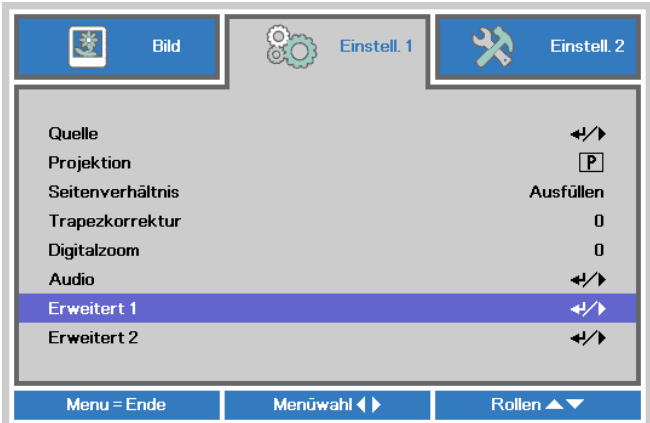 Bild
Einstell. 1
Einstell. 2
Quelle
Projektion P
Seitenverhältnis Ausfüllen
Trapezkorrektur 0
Digitalzoom 0
Audio
Erweitert 1
Erweitert 2
Menu = Ende
Menüwahl
Rollen